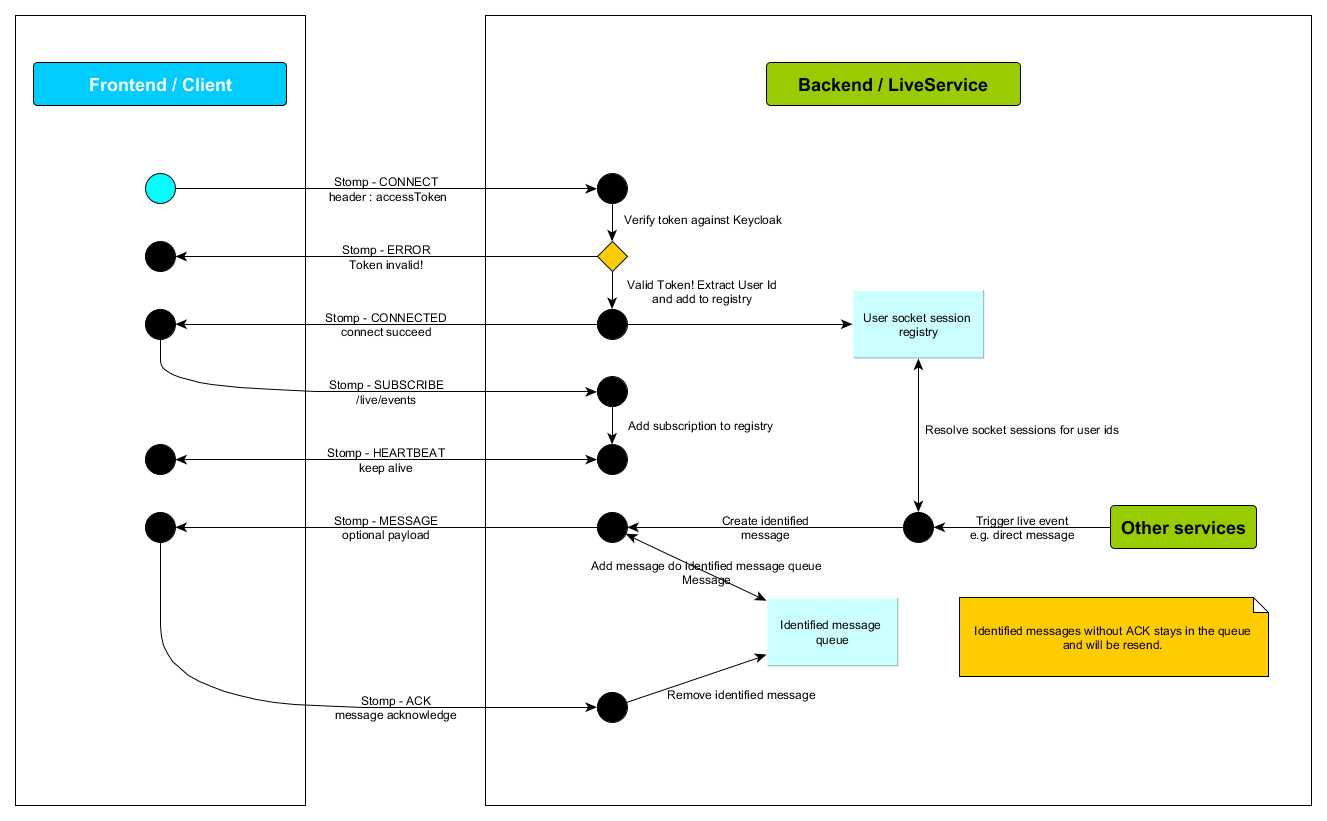 Frontend / Client
Backend / LiveService
Stomp - CONNECT
header : accessToken
Verify token against Keycloak
Stomp - ERROR
Token invalid!
Valid Token! Extract User Id
and add to registry
Stomp - CONNECTED
connect succeed
User socket session
registry
Stomp - SUBSCRIBE
/live/events
Add subscription to registry
Resolve socket sessions for user ids
Stomp - HEARTBEAT
keep alive
Stomp - MESSAGE
optional payload
Create identified
message
Trigger live event
e.g. direct message
Other services
Add message do identified message queue
Message
Identified message
queue
Identified messages without ACK stays in the queue
and will be resend.
Remove identified message
Stomp - ACK
message acknowledge